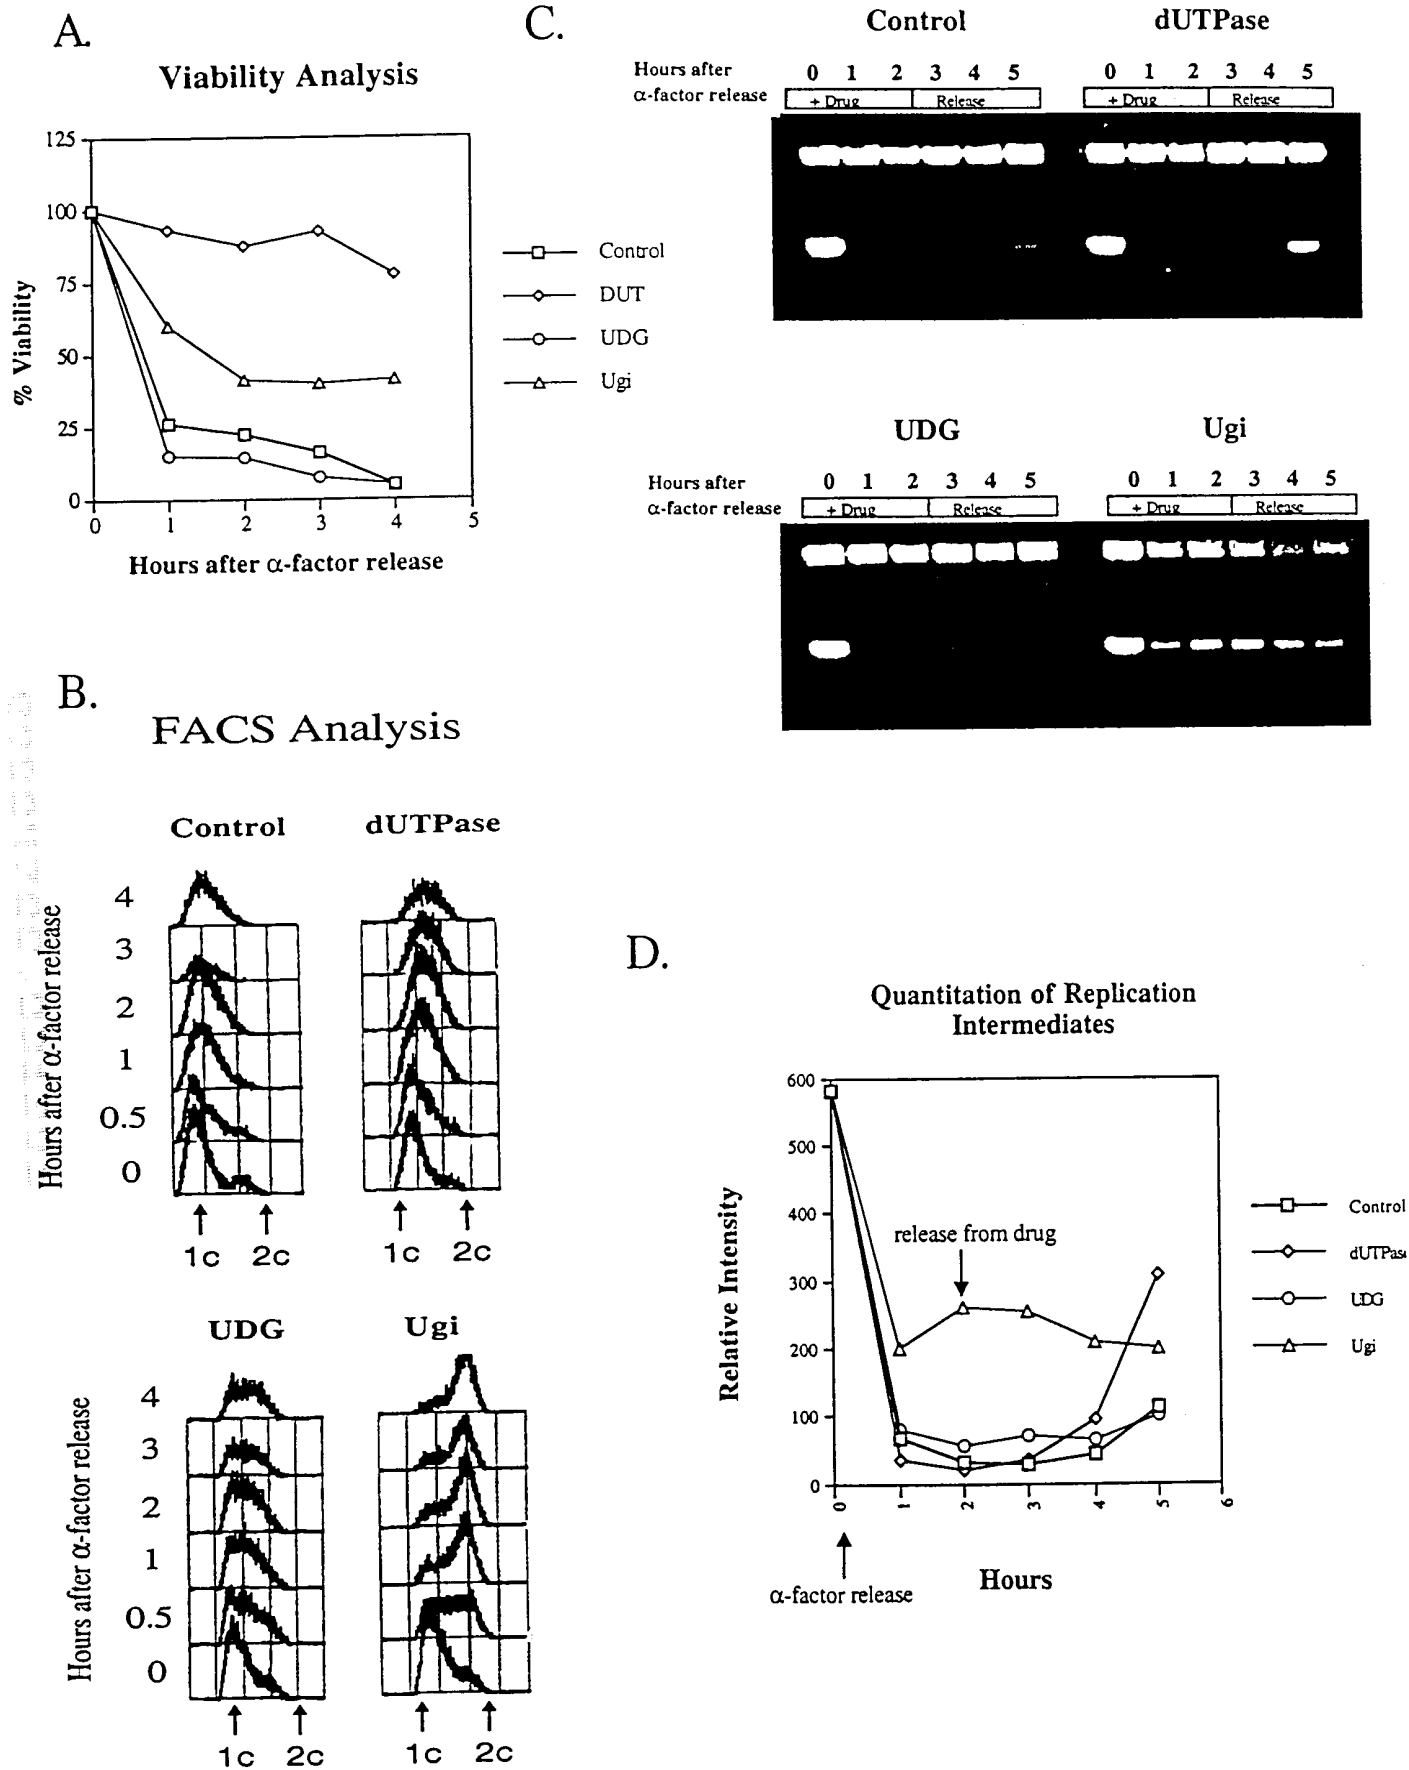 A.
Viability Analysis
125
100
75
50
25
0
% Viability
0 1 2 3 4 5
Hours after α-factor release
Control
DUT
UDG
Ugi
C.
Control dUTPase
Hours after 0 1 2 3 4 5 0 1 2 3 4 5
α-factor release + Drug Release + Drug Release
UDG Ugi
Hours after 0 1 2 3 4 5 0 1 2 3 4 5
α-factor release + Drug Release + Drug Release
B.
FACS Analysis
Control dUTPase
Hours after α-factor release
4
3
2
1
0.5
0
1c 2c 1c 2c
UDG Ugi
Hours after α-factor release
4
3
2
1
0.5
0
1c 2c 1c 2c
D.
Quantitation of Replication
Intermediates
600
500
400
300
200
100
0
Relative Intensity
release from drug
0 1 2 3 4 5 6
α-factor release
Hours
Control
dUTPas
UDG
Ugi